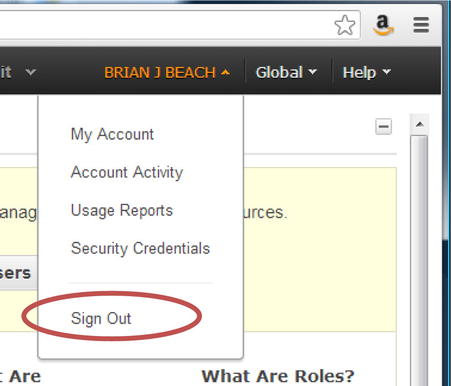 it BRIAN J BEACH Global Help
My Account
Account Activity
anag
Usage Reports
urces.
Security Credentials
sers
Sign Out
t Are What Are Roles?